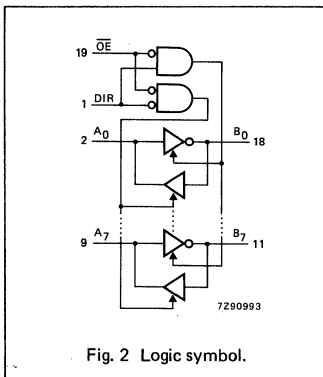 19 OE
1 DIR
2 A0 B0 18
9 A7 B7 11
7Z90993
Fig. 2 Logic symbol.